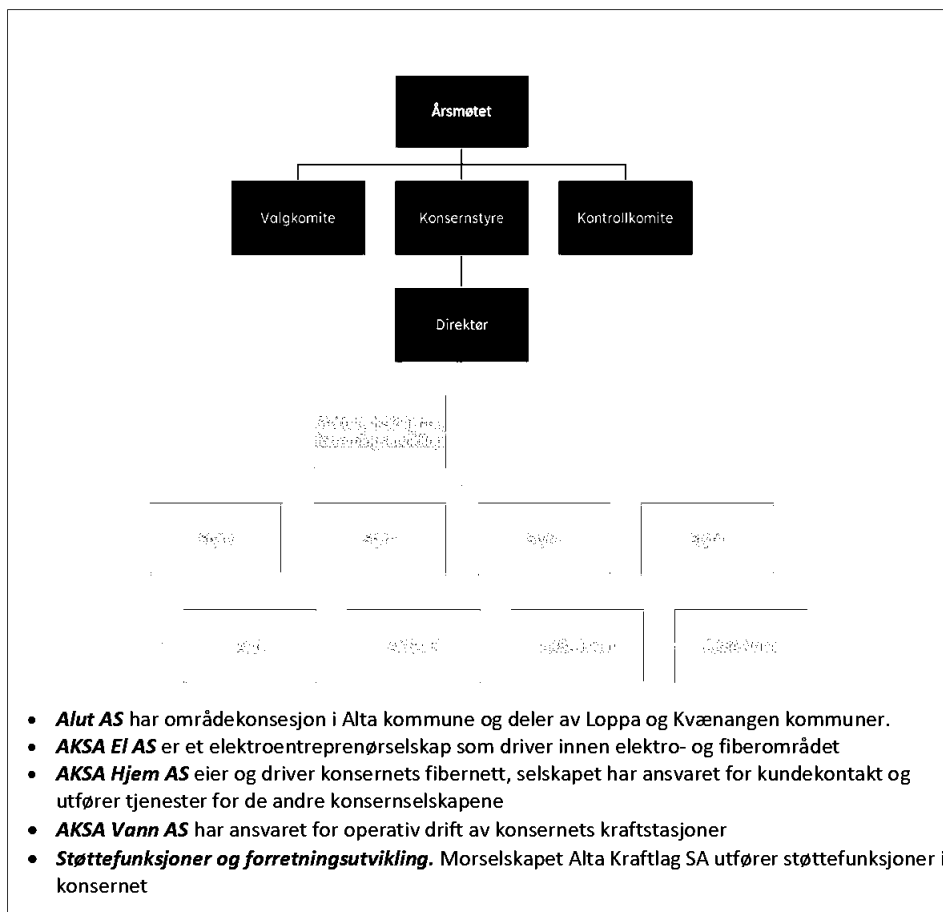 Årsmøtet
Valgkomite
Konsernstyre
Kontrollkomite
Direktør
• Alut AS har områdekonsesjon i Alta kommune og deler av Loppa og Kvænangen kommuner.
• AKSA El AS er et elektroentreprenørselskap som driver innen elektro- og fiberområdet
• AKSA Hjem AS eier og driver konsernets fibernett, selskapet har ansvaret for kundekontakt og
utfører tjenester for de andre konsernselskapene
• AKSA Vann AS har ansvaret for operativ drift av konsernets kraftstasjoner
• Støttefunksjoner og forretningsutvikling. Morselskapet Alta Kraftlag SA utfører støttefunksjoner i
konsernet